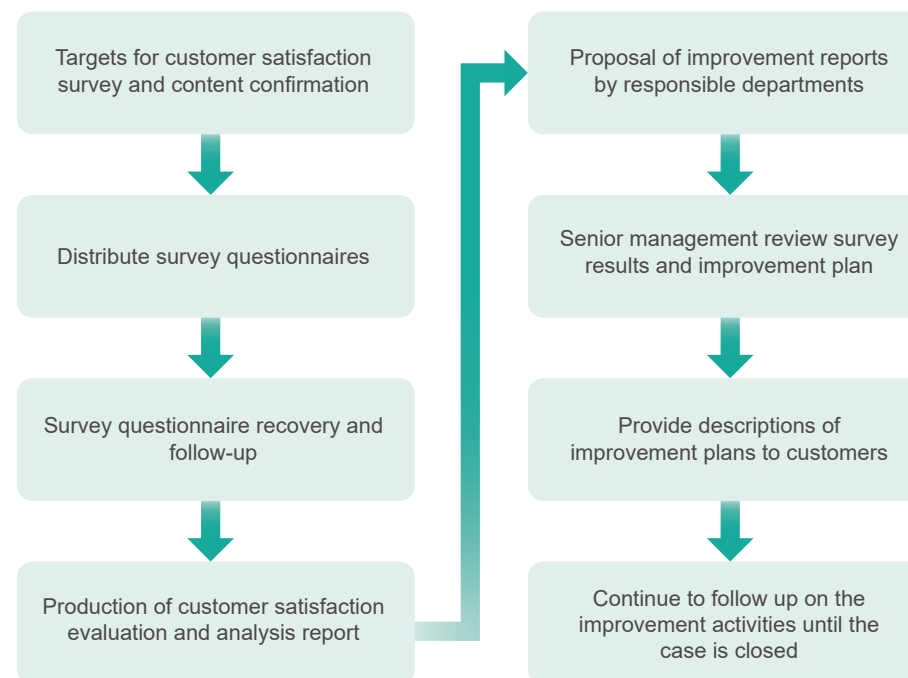 Targets for customer satisfaction
survey and content confirmation
Distribute survey questionnaires
Survey questionnaire recovery and
follow-up
Production of customer satisfaction
evaluation and analysis report
Proposal of improvement reports
by responsible departments
Senior management review survey
results and improvement plan
Provide descriptions of
improvement plans to customers
Continue to follow up on the
improvement activities until the
case is closed